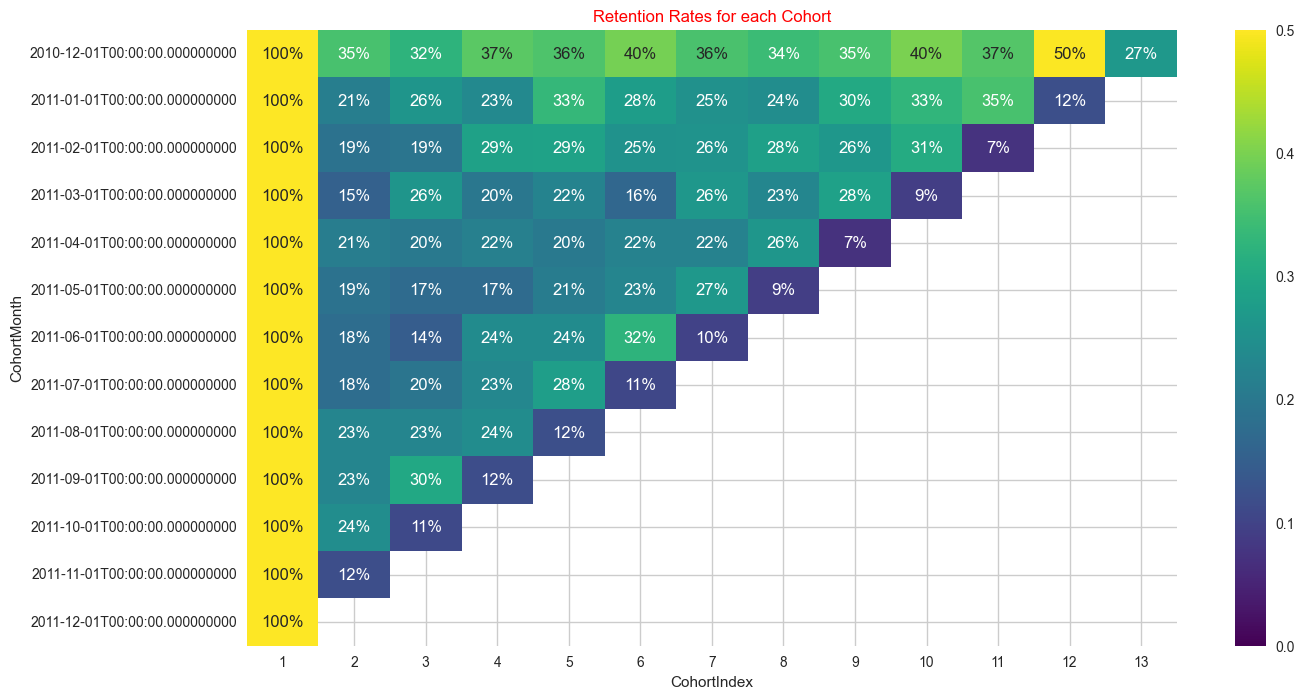 Retention Rates for each Cohort
2010-12-01T00:00:00.000000000 100% 35% 32% 37% 36% 40% 36% 34% 35% 40% 37% 50% 27%
2011-01-01T00:00:00.000000000 100% 21% 26% 23% 33% 28% 25% 24% 30% 33% 35% 12%
2011-02-01T00:00:00.000000000 100% 19% 19% 29% 29% 25% 26% 28% 26% 31% 7%
2011-03-01T00:00:00.000000000 100% 15% 26% 20% 22% 16% 26% 23% 28% 9%
2011-04-01T00:00:00.000000000 100% 21% 20% 22% 20% 22% 22% 26% 7%
2011-05-01T00:00:00.000000000 100% 19% 17% 17% 21% 23% 27% 9%
2011-06-01T00:00:00.000000000 100% 18% 14% 24% 24% 32% 10%
2011-07-01T00:00:00.000000000 100% 18% 20% 23% 28% 11%
2011-08-01T00:00:00.000000000 100% 23% 23% 24% 12%
2011-09-01T00:00:00.000000000 100% 23% 30% 12%
2011-10-01T00:00:00.000000000 100% 24% 11%
2011-11-01T00:00:00.000000000 100% 12%
2011-12-01T00:00:00.000000000 100%
1 2 3 4 5 6 7 8 9 10 11 12 13
CohortIndex
CohortMonth
0.5
0.4
0.3
0.2
0.1
0.0